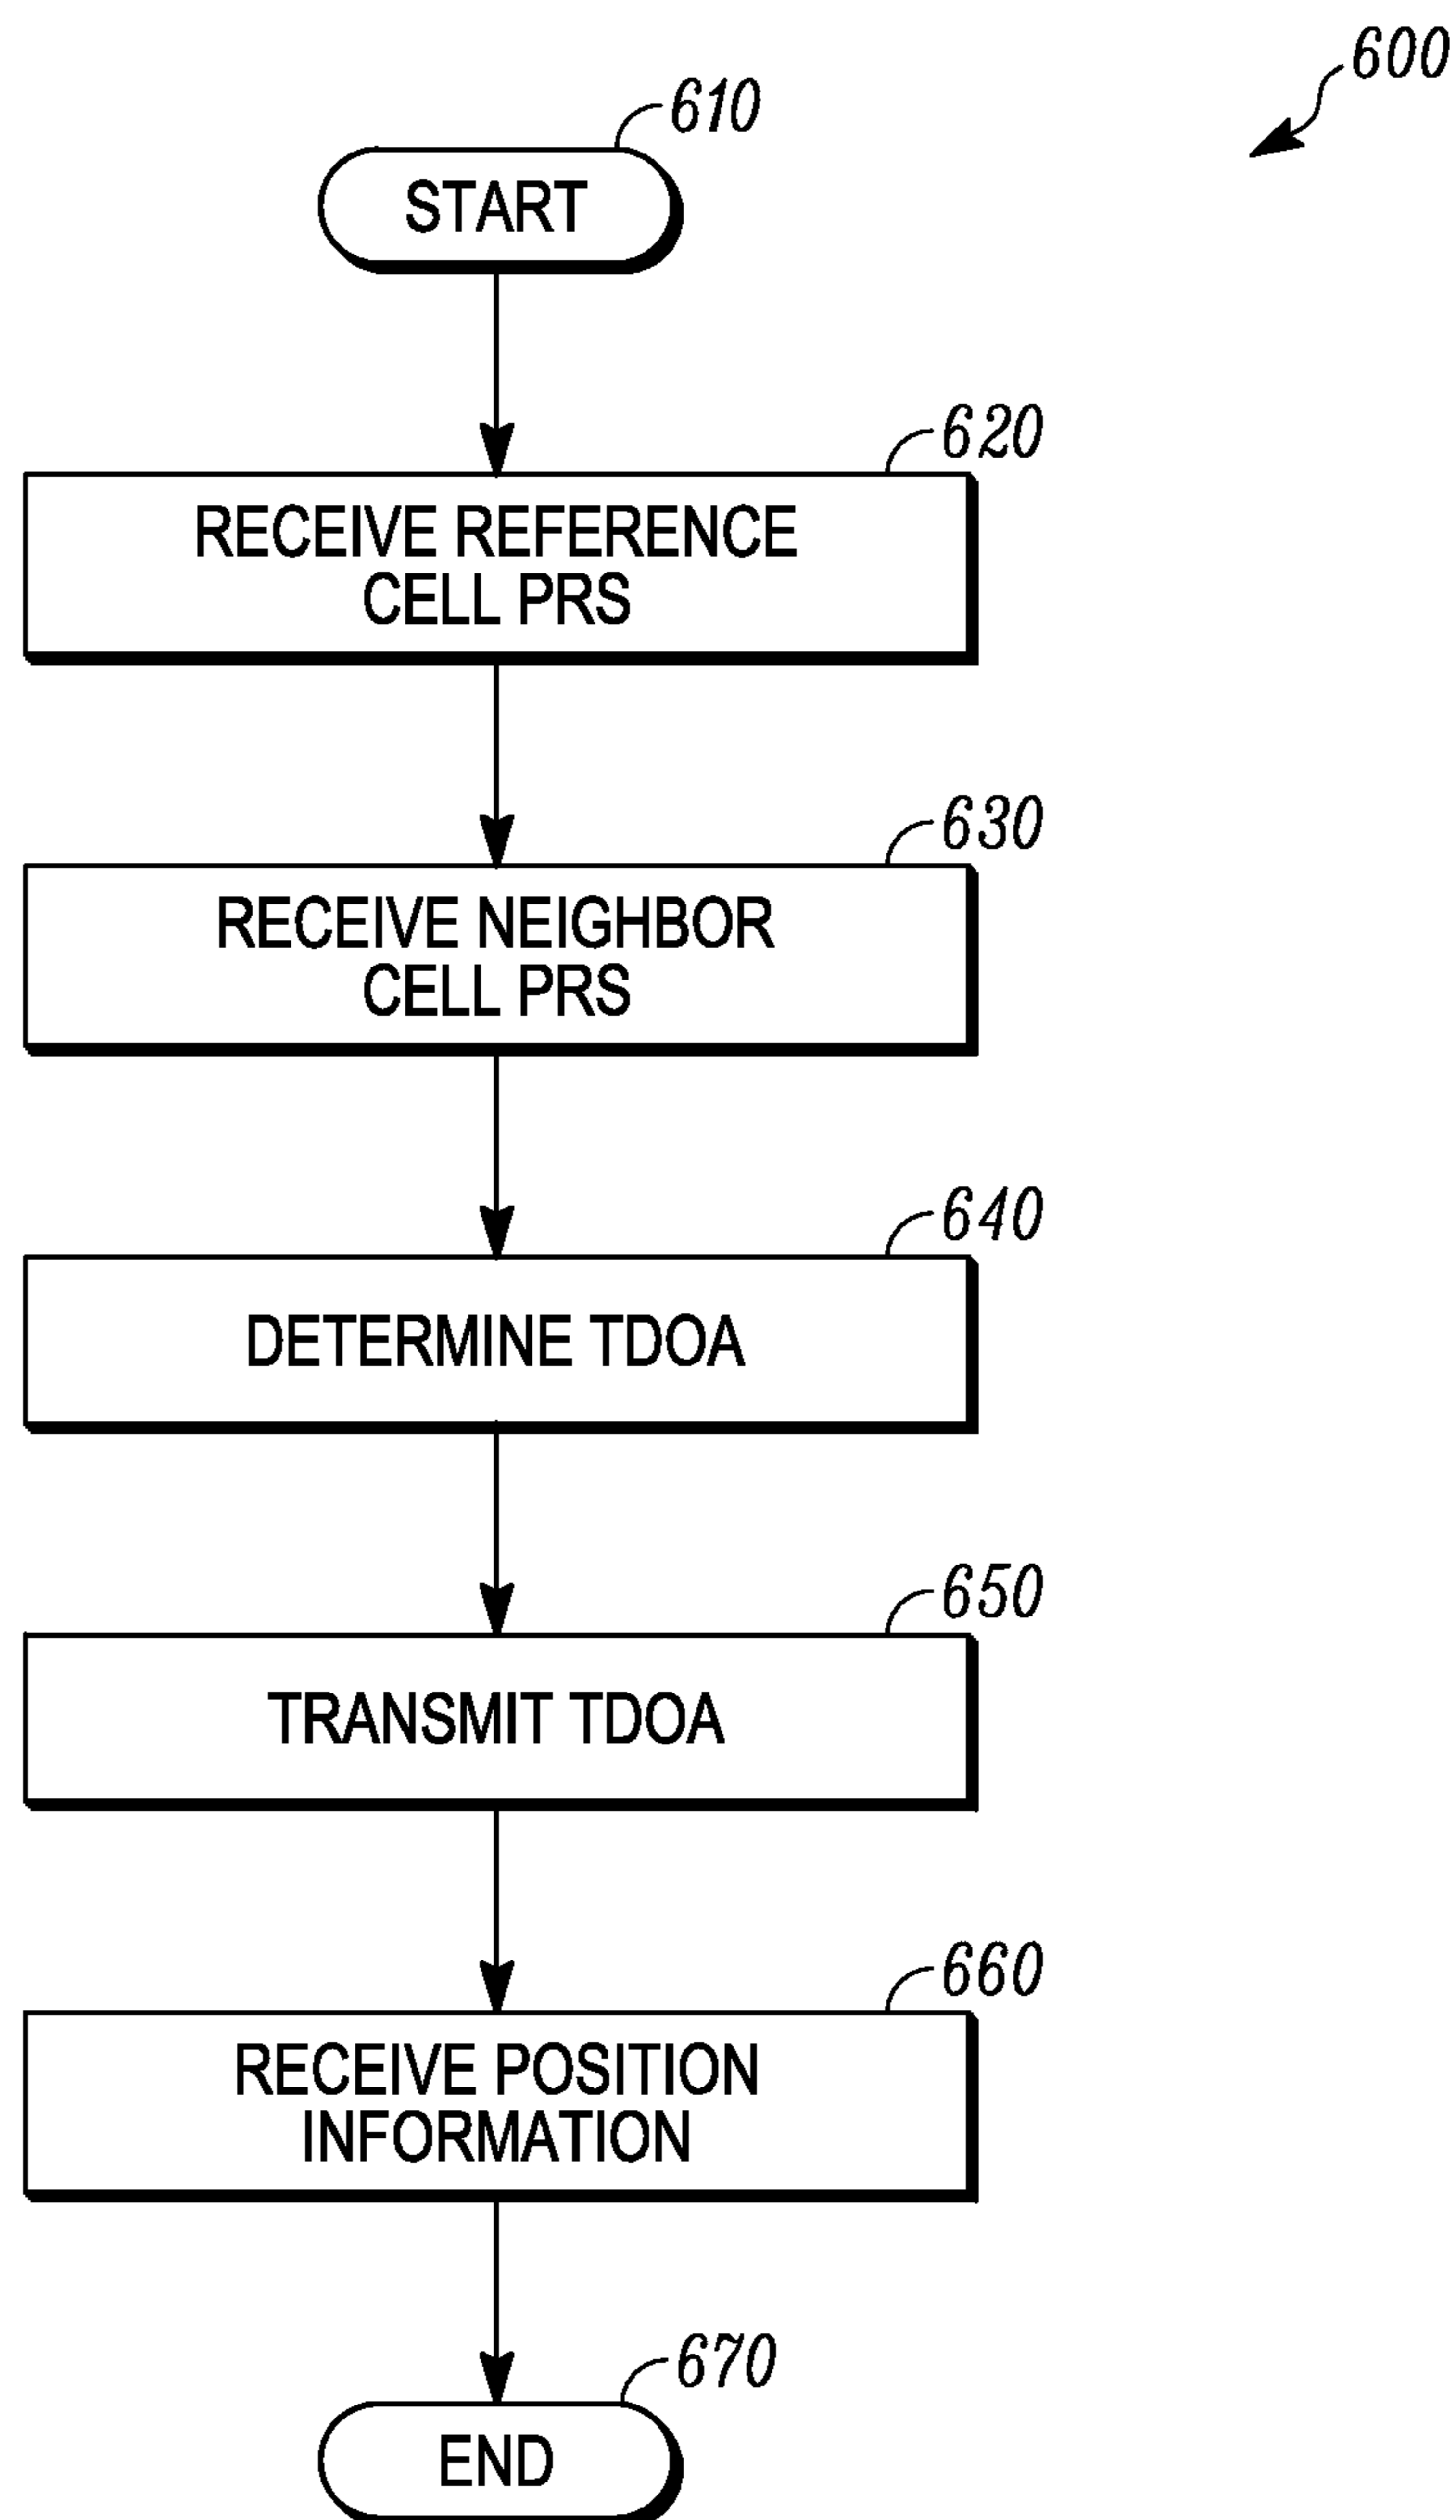 600
610
START
620
RECEIVE REFERENCE
CELL PRS
630
RECEIVE NEIGHBOR
CELL PRS
640
DETERMINE TDOA
650
TRANSMIT TDOA
660
RECEIVE POSITION
INFORMATION
670
END